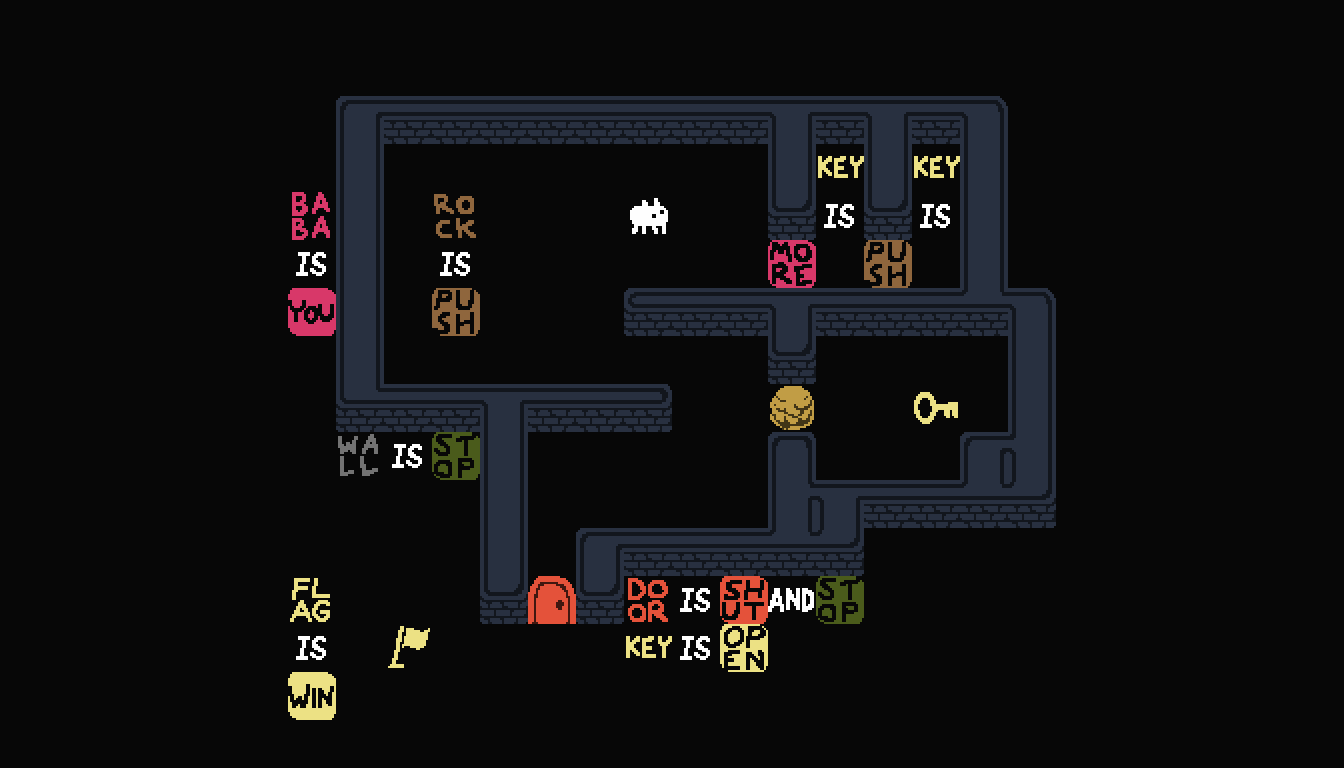 KEY KEY
BABA ROCK IS IS
IS IS MORE PUSH
YOU PUSH
WALL IS STOP
FLAG DOOR IS SHUT AND STOP
IS KEY IS OPEN
WIN